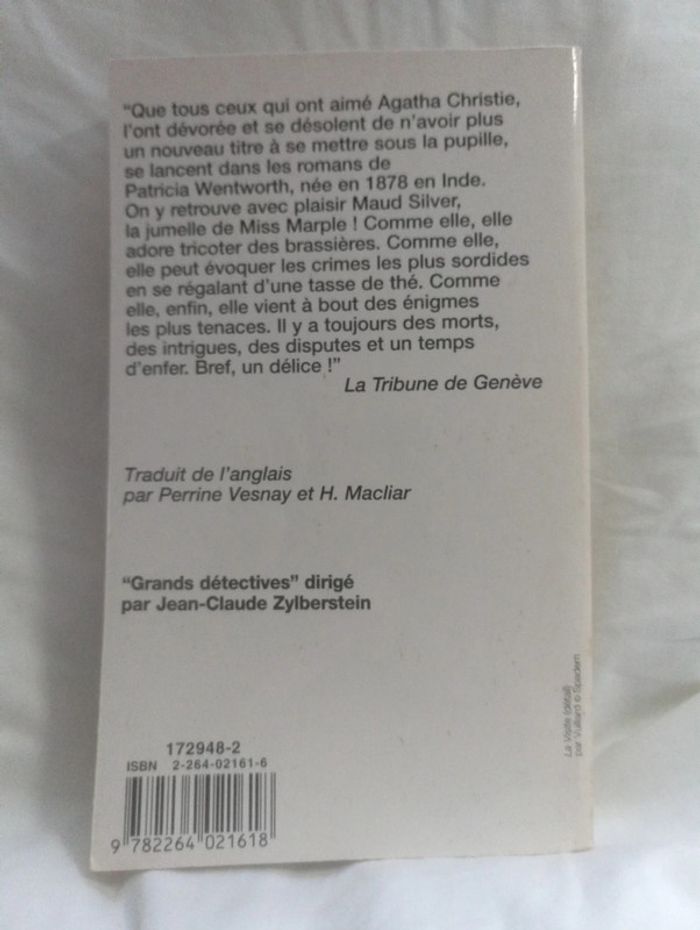 “Que tous ceux qui ont aimé Agatha Christie,
l’ont dévorée et se désolent de n’avoir plus
un nouveau titre à se mettre sous la pupille,
se lancent dans les romans de
Patricia Wentworth, née en 1878 en Inde.
On y retrouve avec plaisir Maud Silver,
la jumelle de Miss Marple ! Comme elle, elle
adore tricoter des brassières. Comme elle,
elle peut évoquer les crimes les plus sordides
en se régalant d’une tasse de thé. Comme
elle, enfin, elle vient à bout des énigmes
les plus tenaces. Il y a toujours des morts,
des intrigues, des disputes et un temps
d’enfer. Bref, un délice !”
La Tribune de Genève
Traduit de l’anglais
par Perrine Vesnay et H. Macliar
“Grands détectives” dirigé
par Jean-Claude Zylberstein
La Visite (détail)
par Vuillard © Spadem
172948-2
ISBN 2-264-02161-6
9 782264 021618